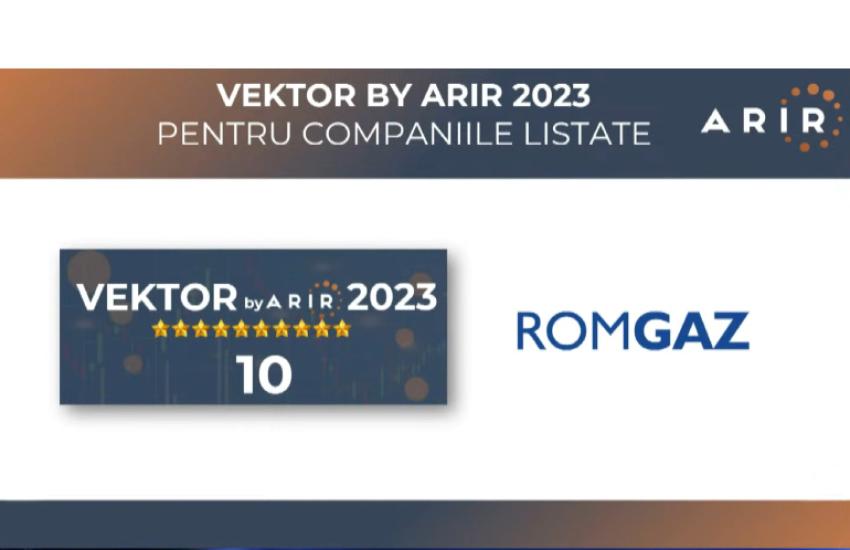 VEKTOR BY ARIR 2023
PENTRU COMPANIILE LISTATE
ARIR
VEKTOR by ARIR 2023
10
ROMGAZ